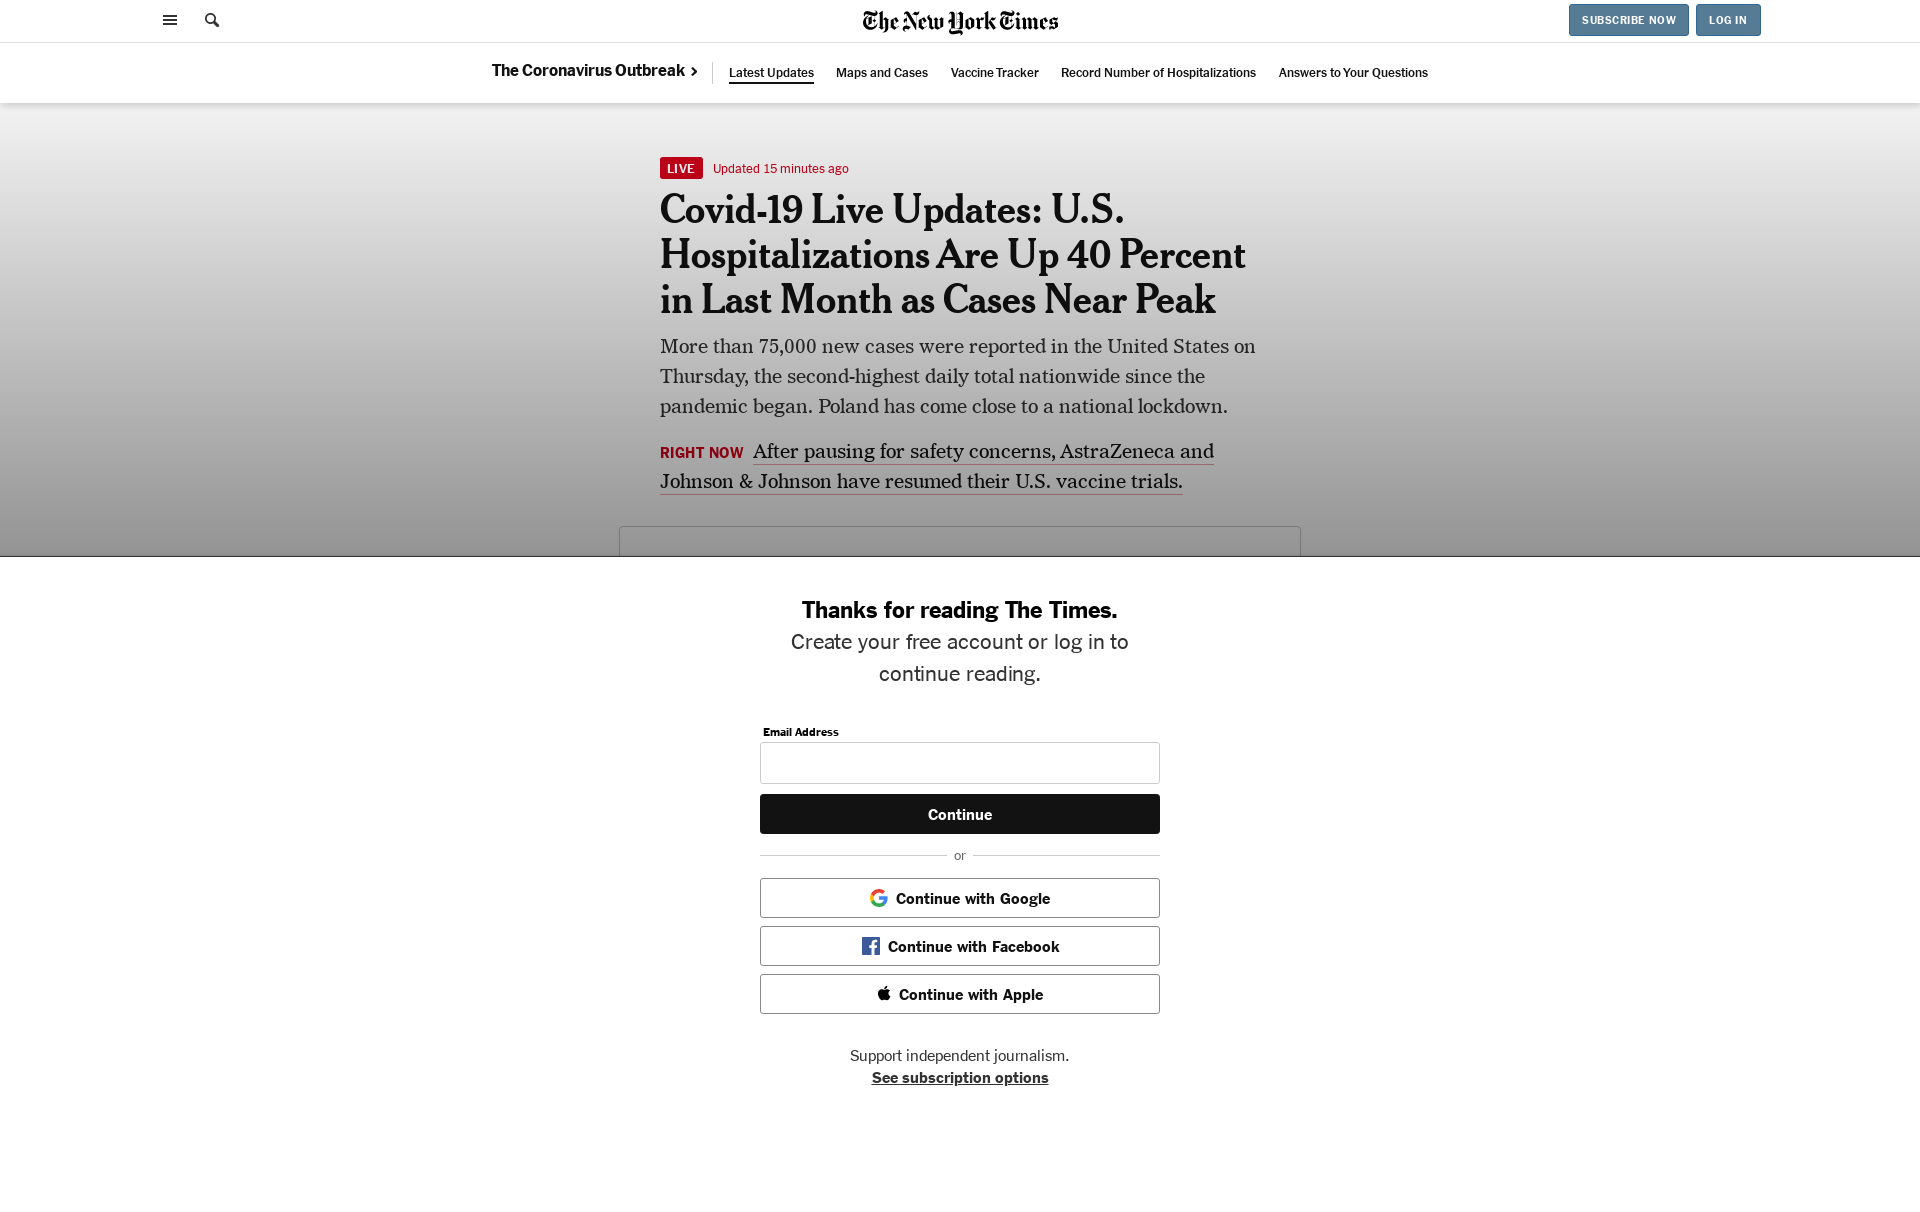 The New York Times
SUBSCRIBE NOW
LOG IN
The Coronavirus Outbreak
Latest Updates
Maps and Cases
Vaccine Tracker
Record Number of Hospitalizations
Answers to Your Questions
LIVE Updated 15 minutes ago
Covid-19 Live Updates: U.S.
Hospitalizations Are Up 40 Percent
in Last Month as Cases Near Peak
More than 75,000 new cases were reported in the United States on
Thursday, the second-highest daily total nationwide since the
pandemic began. Poland has come close to a national lockdown.
RIGHT NOW After pausing for safety concerns, AstraZeneca and
Johnson & Johnson have resumed their U.S. vaccine trials.
Thanks for reading The Times.
Create your free account or log in to
continue reading.
Email Address
Continue
or
Continue with Google
Continue with Facebook
Continue with Apple
Support independent journalism.
See subscription options